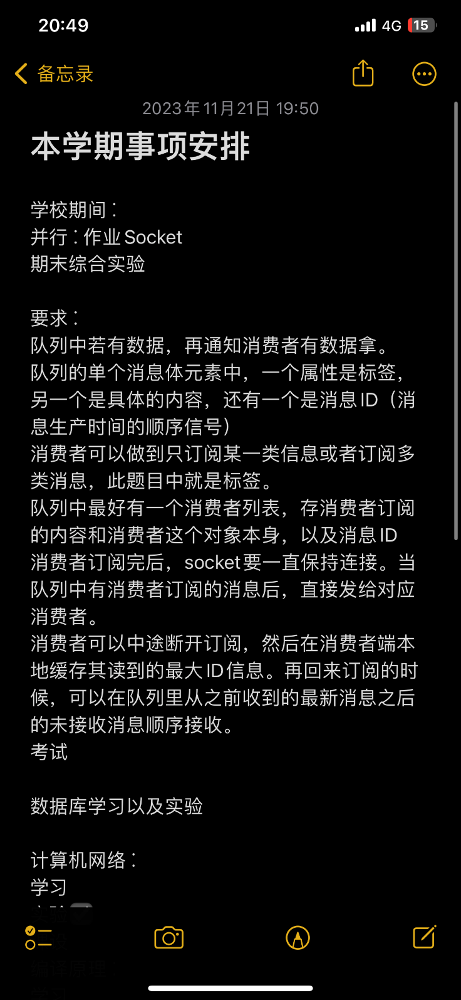 20:49
4G 15
备忘录
2023年11月21日 19:50
本学期事项安排
学校期间：
并行：作业Socket
期末综合实验
要求：
队列中若有数据，再通知消费者有数据拿。
队列的单个消息体元素中，一个属性是标签，
另一个是具体的内容，还有一个是消息ID（消
息生产时间的顺序信号）
消费者可以做到只订阅某一类信息或者订阅多
类消息，此题目中就是标签。
队列中最好有一个消费者列表，存消费者订阅
的内容和消费者这个对象本身，以及消息ID
消费者订阅完后，socket要一直保持连接。当
队列中有消费者订阅的消息后，直接发给对应
消费者。
消费者可以中途断开订阅，然后在消费者端本
地缓存其读到的最大ID信息。再回来订阅的时
候，可以在队列里从之前收到的最新消息之后
的未接收消息顺序接收。
考试
数据库学习以及实验
计算机网络：
学习
实验
编译原理：
学习